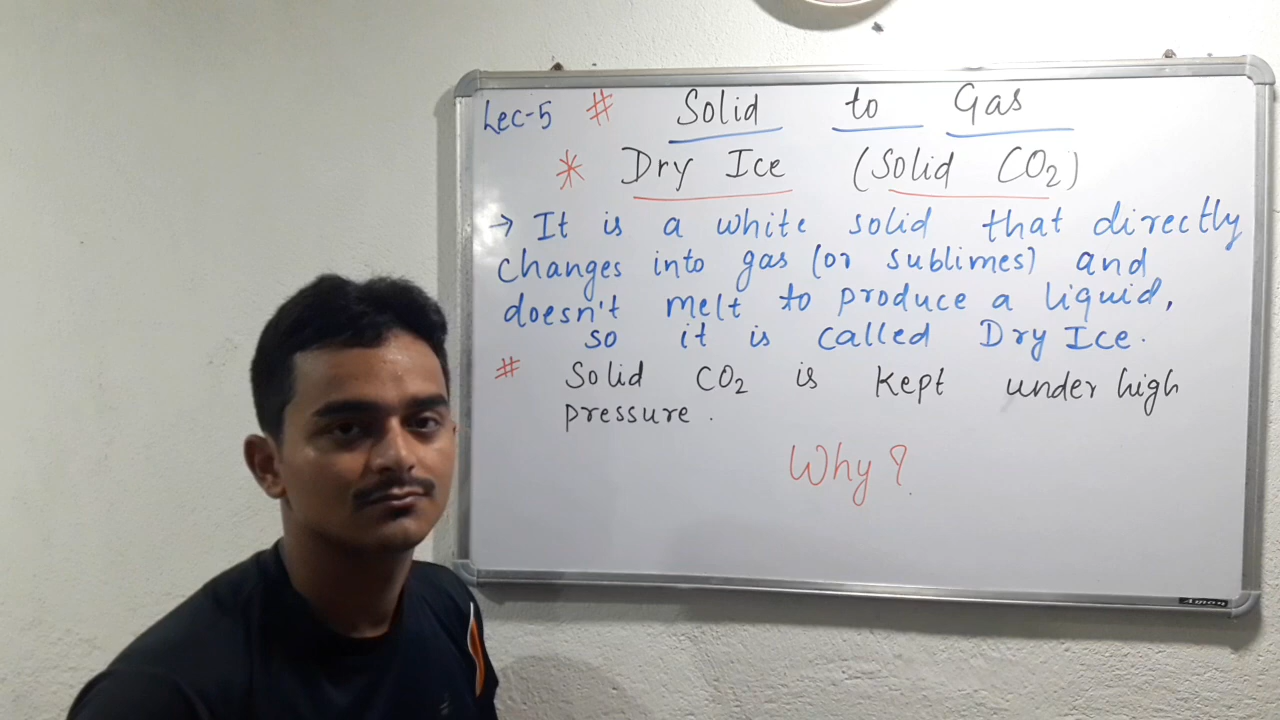 Lec-5 # Solid to Gas
* Dry Ice (Solid CO₂)
→ It is a white solid that directly
changes into gas (or sublimes) and
doesn't melt to produce a liquid,
so it is called Dry Ice.
# Solid CO₂ is Kept under high
pressure.
Why?